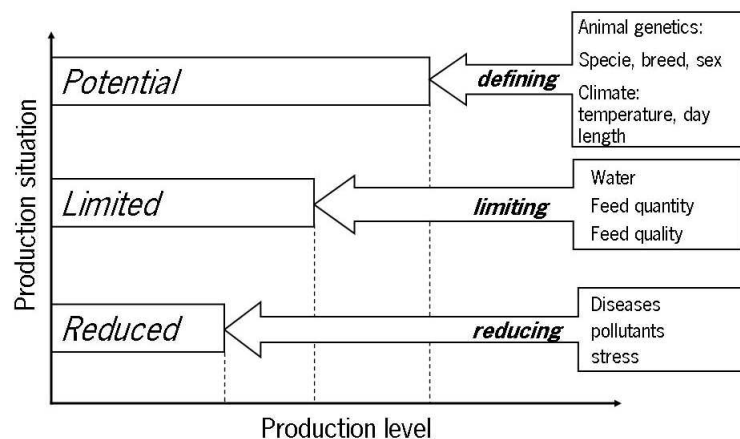 Production situation
Potential
defining
Animal genetics:
Specie, breed, sex
Climate:
temperature, day
length
Limited
limiting
Water
Feed quantity
Feed quality
Reduced
reducing
Diseases
pollutants
stress
Production level